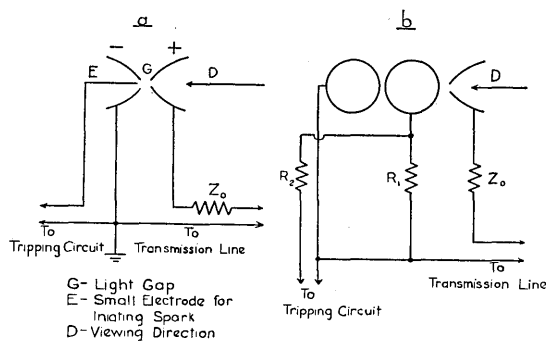 a
b
- +
E G D
D
Z₀
R₂ R₁ Z₀
To To
Tripping Circuit Transmission Line
To
Transmission Line
To
Tripping Circuit
G- Light Gap
E- Small Electrode for
Iniating Spark
D-Viewing Direction